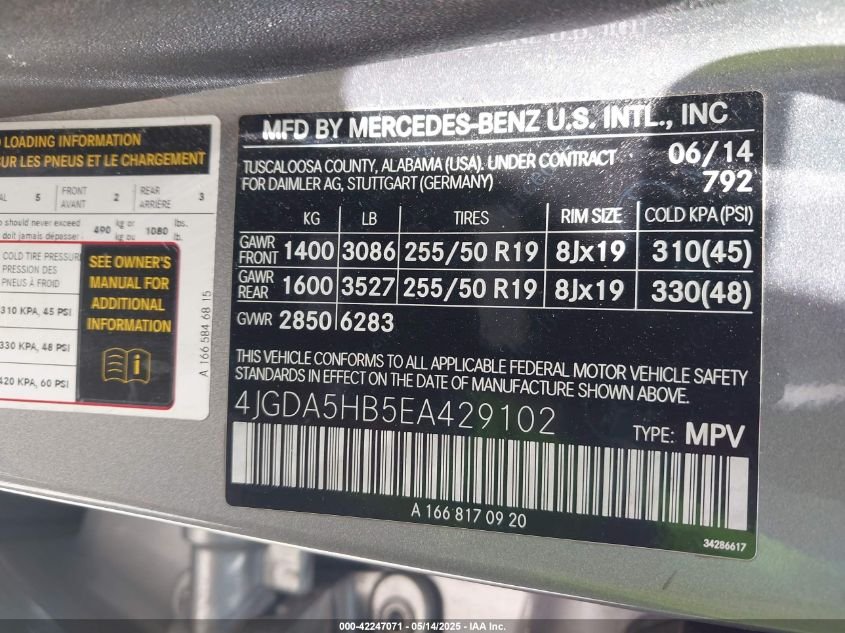 LOADING INFORMATION
SUR LES PNEUS ET LE CHARGEMENT
5 FRONT 2 REAR 3
AVANT ARRIÈRE
should never exceed 490 kg or 1080 lbs.
doit jamais dépasser kg ou lb.
COLD TIRE PRESSURE
PRESSION DES
PNEUS À FROID
310 KPA, 45 PSI
330 KPA, 48 PSI
420 KPA, 60 PSI
SEE OWNER'S
MANUAL FOR
ADDITIONAL
INFORMATION
A 166 584 68 15
MFD BY MERCEDES-BENZ U.S. INTL., INC
TUSCALOOSA COUNTY, ALABAMA (USA). UNDER CONTRACT 06/14
FOR DAIMLER AG, STUTTGART (GERMANY) 792
KG LB TIRES RIM SIZE COLD KPA (PSI)
GAWR FRONT 1400 3086 255/50 R19 8Jx19 310(45)
GAWR REAR 1600 3527 255/50 R19 8Jx19 330(48)
GVWR 2850 6283
THIS VEHICLE CONFORMS TO ALL APPLICABLE FEDERAL MOTOR VEHICLE SAFETY
STANDARDS IN EFFECT ON THE DATE OF MANUFACTURE SHOWN ABOVE.
4JGDA5HB5EA429102
TYPE: MPV
A 166 817 09 20
34286617
000-42247071 - 05/14/2025 - IAA Inc.